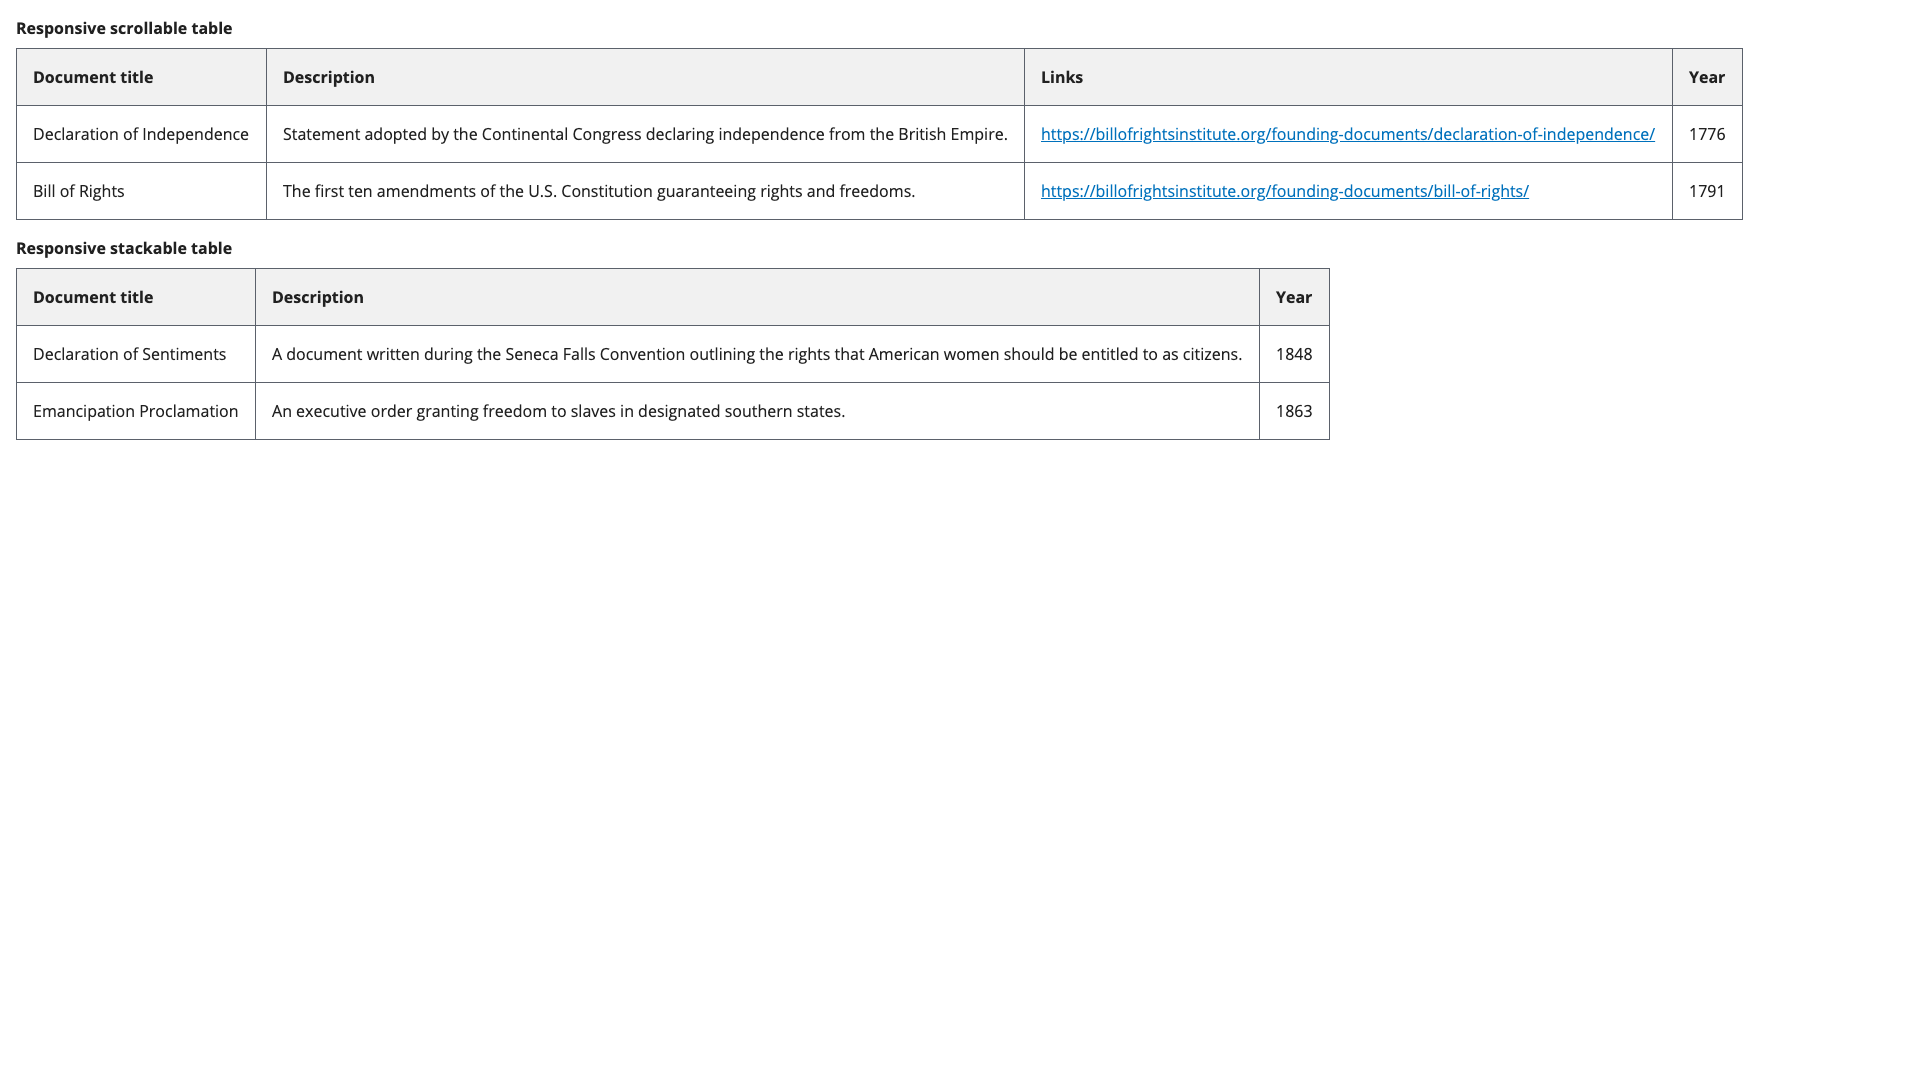 Responsive scrollable table
Document title Description Links Year
Declaration of Independence Statement adopted by the Continental Congress declaring independence from the British Empire. https://billofrightsinstitute.org/founding-documents/declaration-of-independence/ 1776
Bill of Rights The first ten amendments of the U.S. Constitution guaranteeing rights and freedoms. https://billofrightsinstitute.org/founding-documents/bill-of-rights/ 1791
Responsive stackable table
Document title Description Year
Declaration of Sentiments A document written during the Seneca Falls Convention outlining the rights that American women should be entitled to as citizens. 1848
Emancipation Proclamation An executive order granting freedom to slaves in designated southern states. 1863